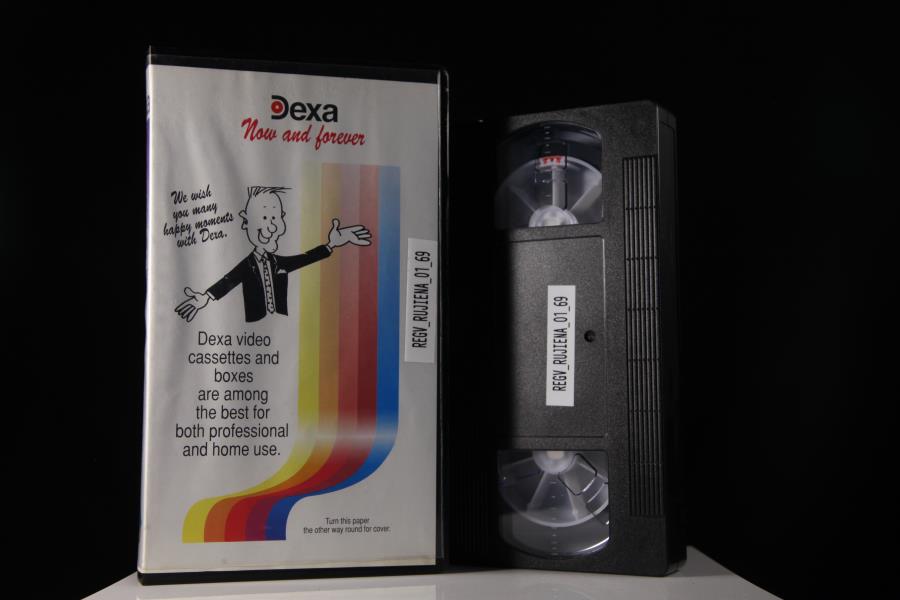 Dexa
Now and forever
We wish
you many
happy moments
with Dexa.
Dexa video
cassettes and
boxes
are among
the best for
both professional
and home use.
Turn this paper
the other way round for cover.
REGV_RUJIENA_01_69
REGV_RUJIENA_01_69